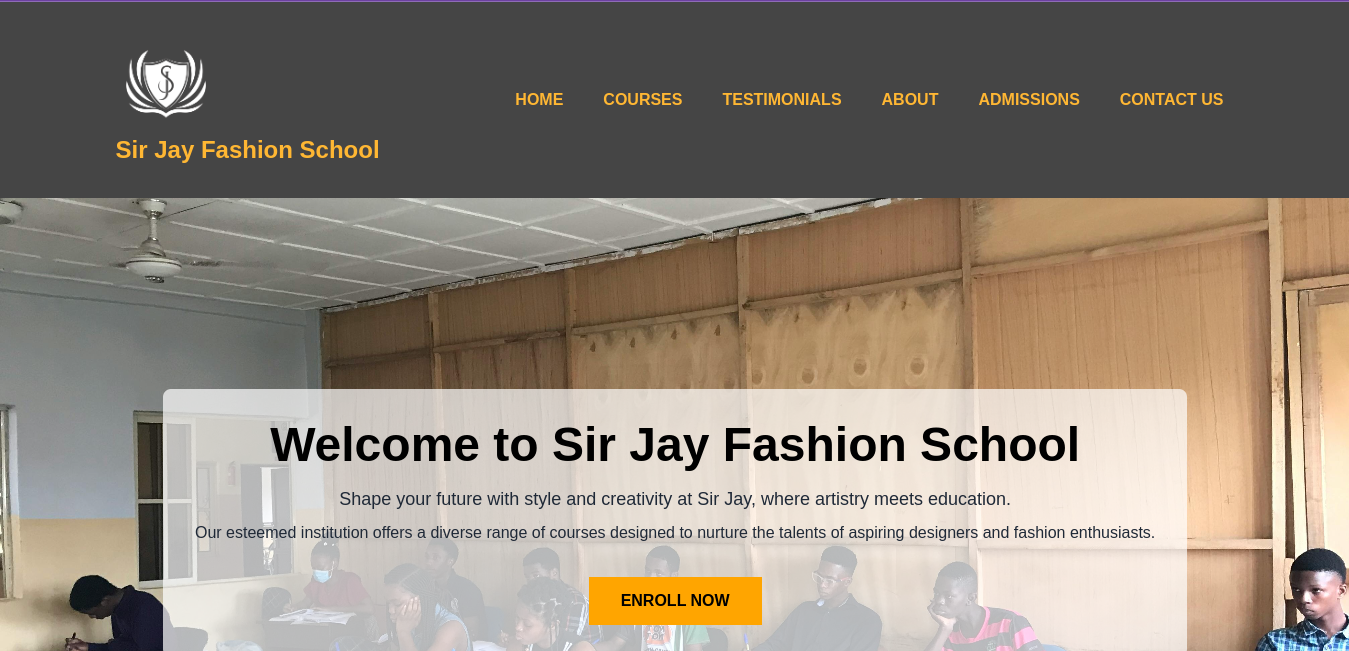 HOME COURSES TESTIMONIALS ABOUT ADMISSIONS CONTACT US
Sir Jay Fashion School
Welcome to Sir Jay Fashion School
Shape your future with style and creativity at Sir Jay, where artistry meets education.
Our esteemed institution offers a diverse range of courses designed to nurture the talents of aspiring designers and fashion enthusiasts.
ENROLL NOW